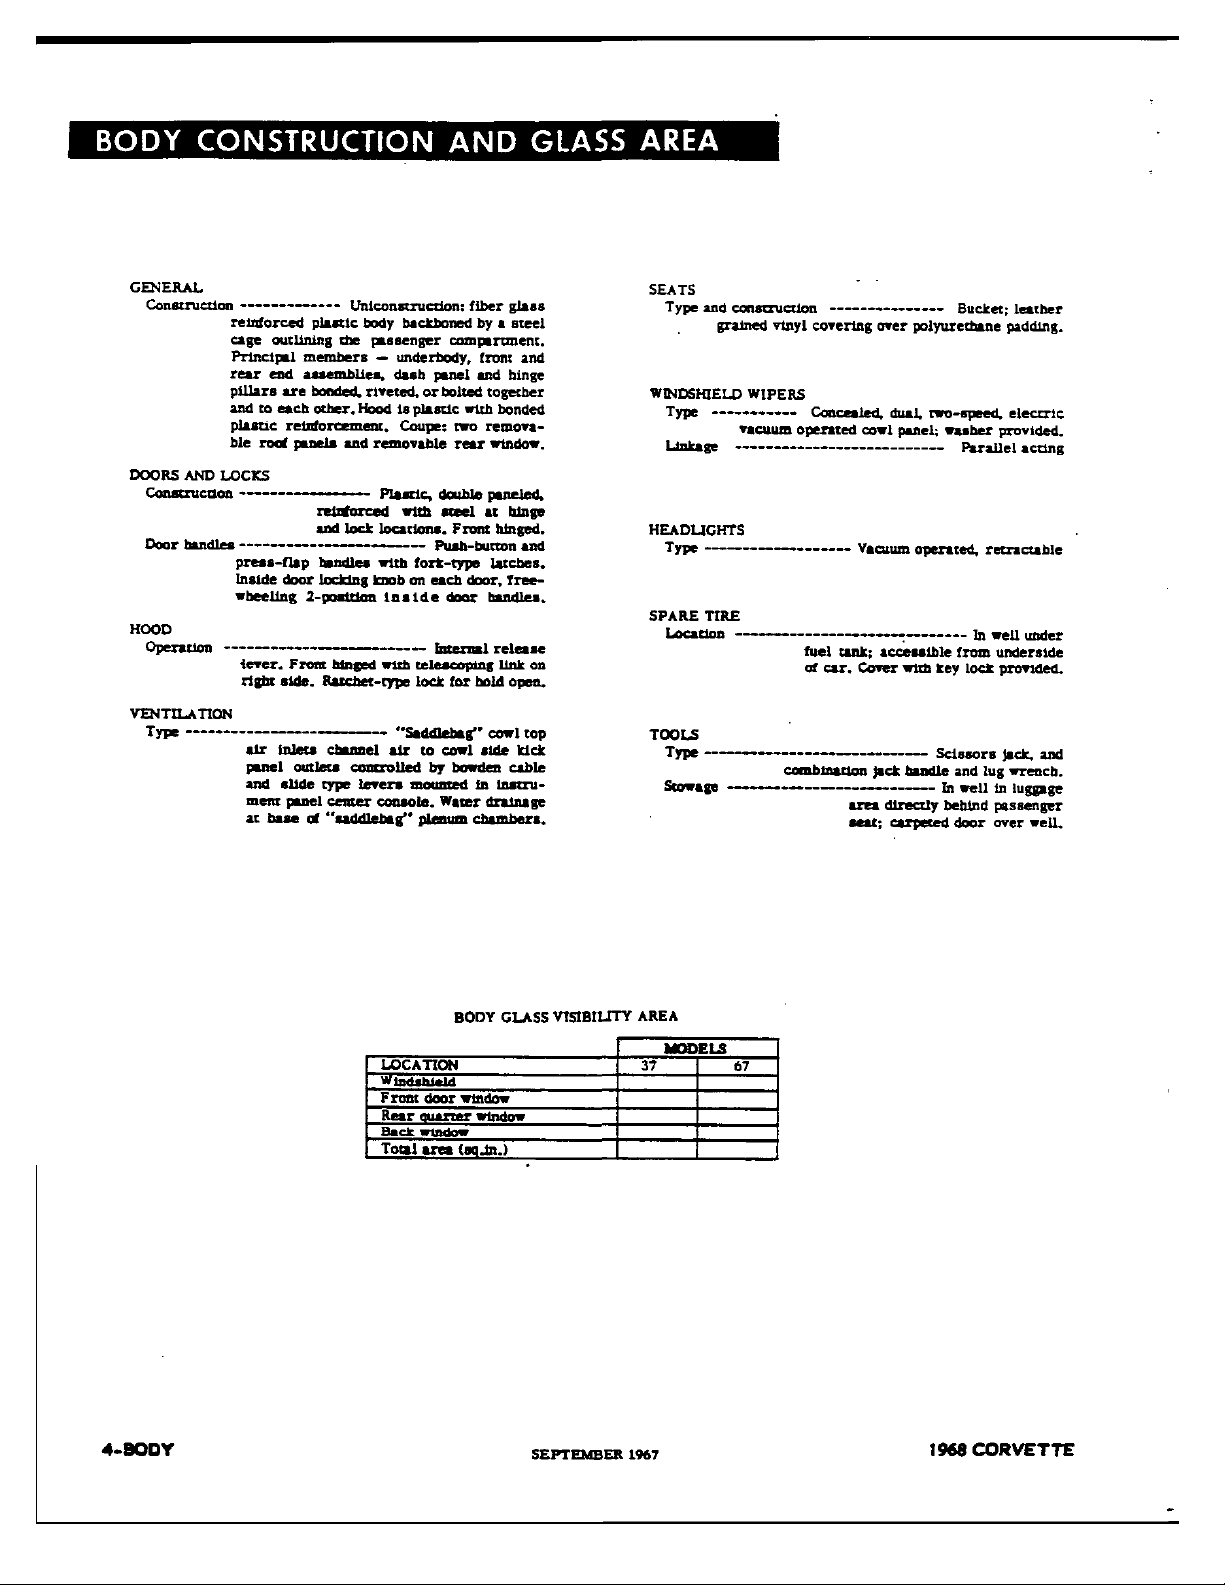 BODY CONSTRUCTION AND GLASS AREA
GENERAL
Construction ------------- Uniconstruction: fiber glass
reinforced plastic body backboned by a steel
cage outlining the passenger compartment.
Principal members — underbody, front and
rear end assemblies, dash panel and hinge
pillars are bonded, riveted, or bolted together
and to each other. Hood is plastic with bonded
plastic reinforcement. Coupe: two remova-
ble roof panels and removable rear window.
DOORS AND LOCKS
Construction ----------------- Plastic, double paneled,
reinforced with steel at hinge
and lock locations. Front hinged.
Door handles ------------------------ Push-button and
press-flap handles with fork-type latches.
Inside door locking knob on each door, free-
wheeling 2-position inside door handles.
HOOD
Operation -------------------------- Internal release
lever. Front hinged with telescoping link on
right side. Ratchet-type lock for hold open.
VENTILATION
Type -------------------------- "Saddlebag" cowl top
air inlets channel air to cowl side kick
panel outlets controlled by bowden cable
and slide type levers mounted in instru-
ment panel center console. Water drainage
at base of "saddlebag" plenum chambers.
SEATS
Type and construction --------------- Bucket; leather
grained vinyl covering over polyurethane padding.
WINDSHIELD WIPERS
Type ----------- Concealed, dual, two-speed, electric
vacuum operated cowl panel; washer provided.
Linkage --------------------------- Parallel acting
HEADLIGHTS
Type ------------------- Vacuum operated, retractable
SPARE TIRE
Location ------------------------------ In well under
fuel tank; accessible from underside
of car. Cover with key lock provided.
TOOLS
Type ----------------------------- Scissors jack, and
combination jack handle and lug wrench.
Stowage --------------------------- In well in luggage
area directly behind passenger
seat; carpeted door over well.
BODY GLASS VISIBILITY AREA
MODELS
LOCATION 37 67
Windshield
Front door window
Rear quarter window
Back window
Total area (sq.in.)
4-BODY
SEPTEMBER 1967
1968 CORVETTE